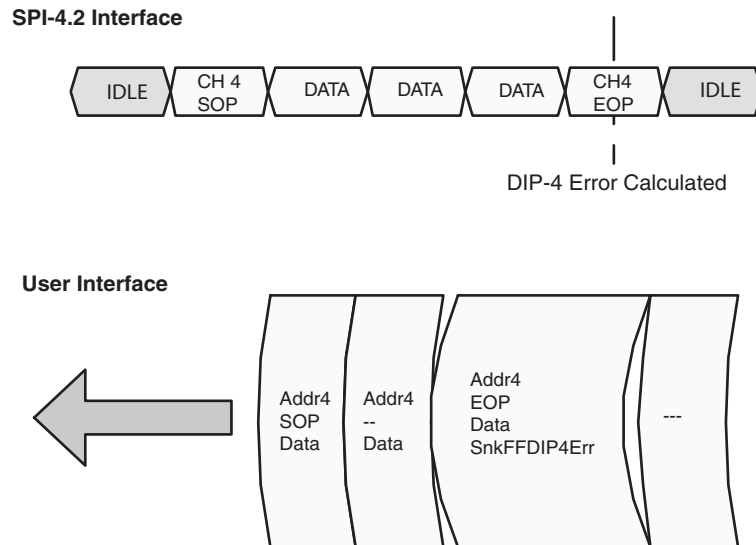 SPI-4.2 Interface
IDLE
CH 4
SOP
DATA
DATA
DATA
CH4
EOP
IDLE
DIP-4 Error Calculated
User Interface
Addr4
SOP
Data
Addr4
--
Data
Addr4
EOP
Data
SnkFFDIP4Err
---